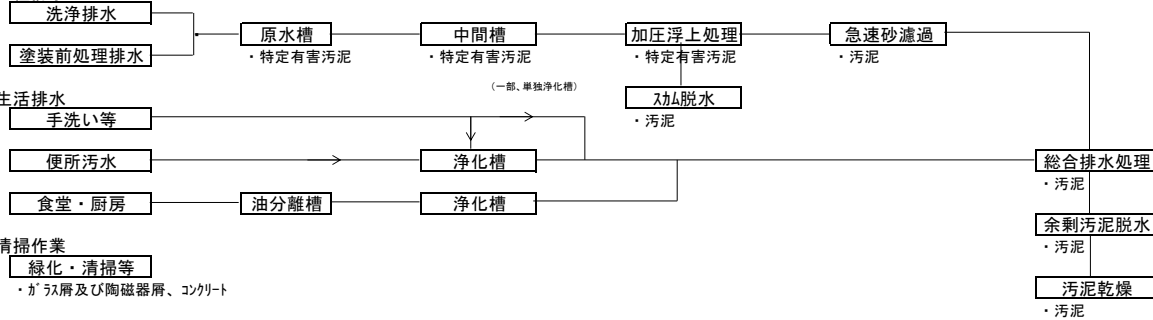 洗浄排水
塗装前処理排水
原水槽
・特定有害汚泥
中間槽
・特定有害汚泥
加圧浮上処理
・特定有害汚泥
急速砂濾過
・汚泥
ｽｶﾑ脱水
・汚泥
生活排水
(一部、単独浄化槽)
手洗い等
便所汚水
浄化槽
総合排水処理
・汚泥
食堂・厨房
油分離槽
浄化槽
余剰汚泥脱水
・汚泥
清掃作業
緑化・清掃等
・ｶﾞﾗｽ屑及び陶磁器屑、ｺﾝｸﾘｰﾄ
汚泥乾燥
・汚泥